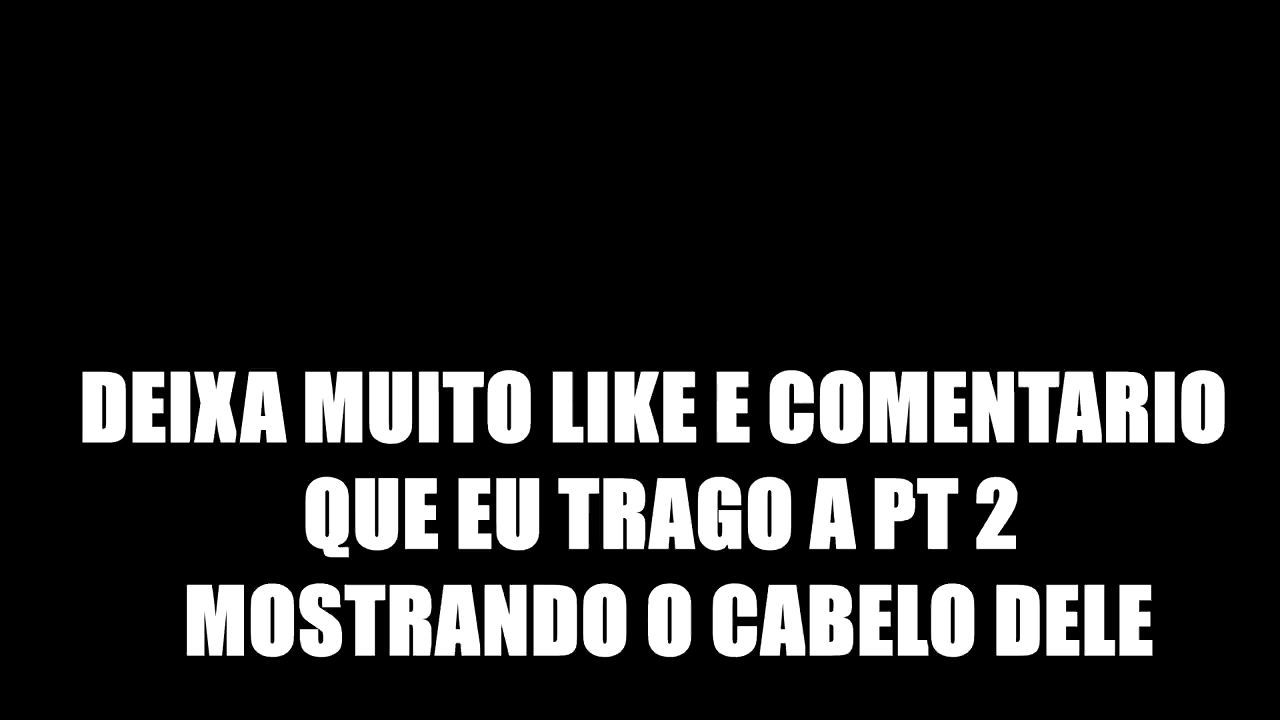 DEIXA MUITO LIKE E COMENTARIO
QUE EU TRAGO A PT 2
MOSTRANDO O CABELO DELE